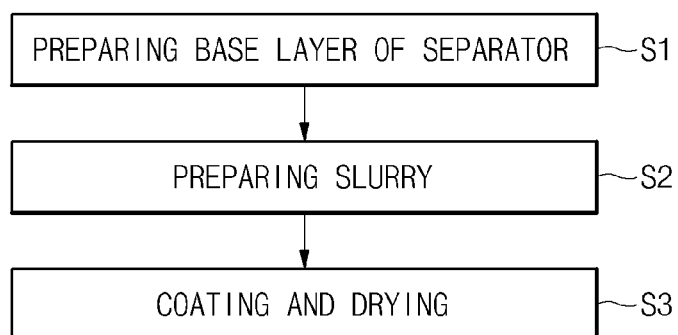 PREPARING BASE LAYER OF SEPARATOR S1
PREPARING SLURRY S2
COATING AND DRYING S3